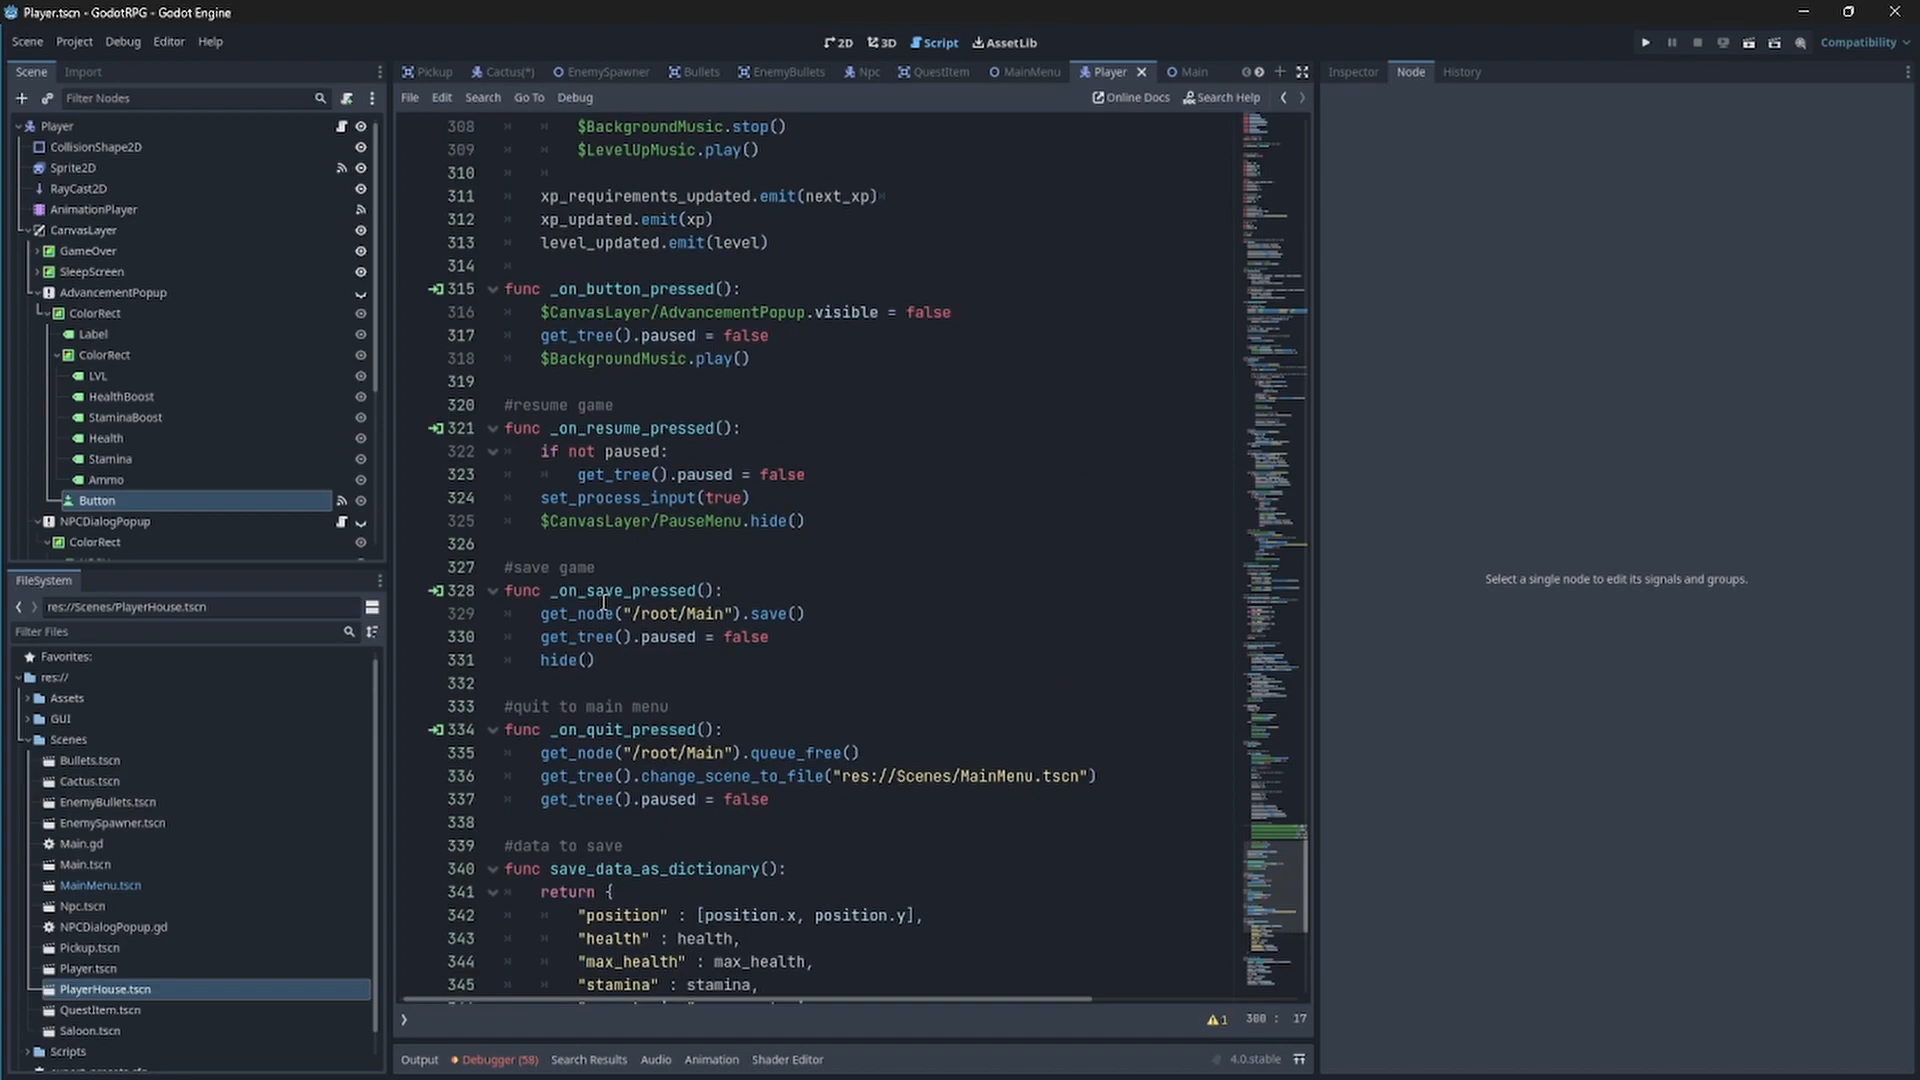 Player.tscn - GodotRPG - Godot Engine
Scene Project Debug Editor Help
2D 3D Script AssetLib
Compatibility
Scene Import
Filter Nodes
Player
CollisionShape2D
Sprite2D
RayCast2D
AnimationPlayer
CanvasLayer
GameOver
SleepScreen
AdvancementPopup
ColorRect
Label
ColorRect
LVL
HealthBoost
StaminaBoost
Health
Stamina
Ammo
Button
NPCDialogPopup
ColorRect
FileSystem
res://Scenes/PlayerHouse.tscn
Filter Files
Favorites:
res://
Assets
GUI
Scenes
Bullets.tscn
Cactus.tscn
EnemyBullets.tscn
EnemySpawner.tscn
Main.gd
Main.tscn
MainMenu.tscn
Npc.tscn
NPCDialogPopup.gd
Pickup.tscn
Player.tscn
PlayerHouse.tscn
QuestItem.tscn
Saloon.tscn
Scripts
Pickup Cactus(*) EnemySpawner Bullets EnemyBullets Npc QuestItem MainMenu Player Main
File Edit Search Go To Debug
Online Docs Search Help
308 $BackgroundMusic.stop()
309 $LevelUpMusic.play()
310
311 xp_requirements_updated.emit(next_xp)
312 xp_updated.emit(xp)
313 level_updated.emit(level)
314
315 func _on_button_pressed():
316 $CanvasLayer/AdvancementPopup.visible = false
317 get_tree().paused = false
318 $BackgroundMusic.play()
319
320 #resume game
321 func _on_resume_pressed():
322 if not paused:
323 get_tree().paused = false
324 set_process_input(true)
325 $CanvasLayer/PauseMenu.hide()
326
327 #save game
328 func _on_save_pressed():
329 get_node("/root/Main").save()
330 get_tree().paused = false
331 hide()
332
333 #quit to main menu
334 func _on_quit_pressed():
335 get_node("/root/Main").queue_free()
336 get_tree().change_scene_to_file("res://Scenes/MainMenu.tscn")
337 get_tree().paused = false
338
339 #data to save
340 func save_data_as_dictionary():
341 return {
342 "position" : [position.x, position.y],
343 "health" : health,
344 "max_health" : max_health,
345 "stamina" : stamina,
1 300 : 17
Output Debugger (58) Search Results Audio Animation Shader Editor
4.0.stable
Inspector Node History
Select a single node to edit its signals and groups.